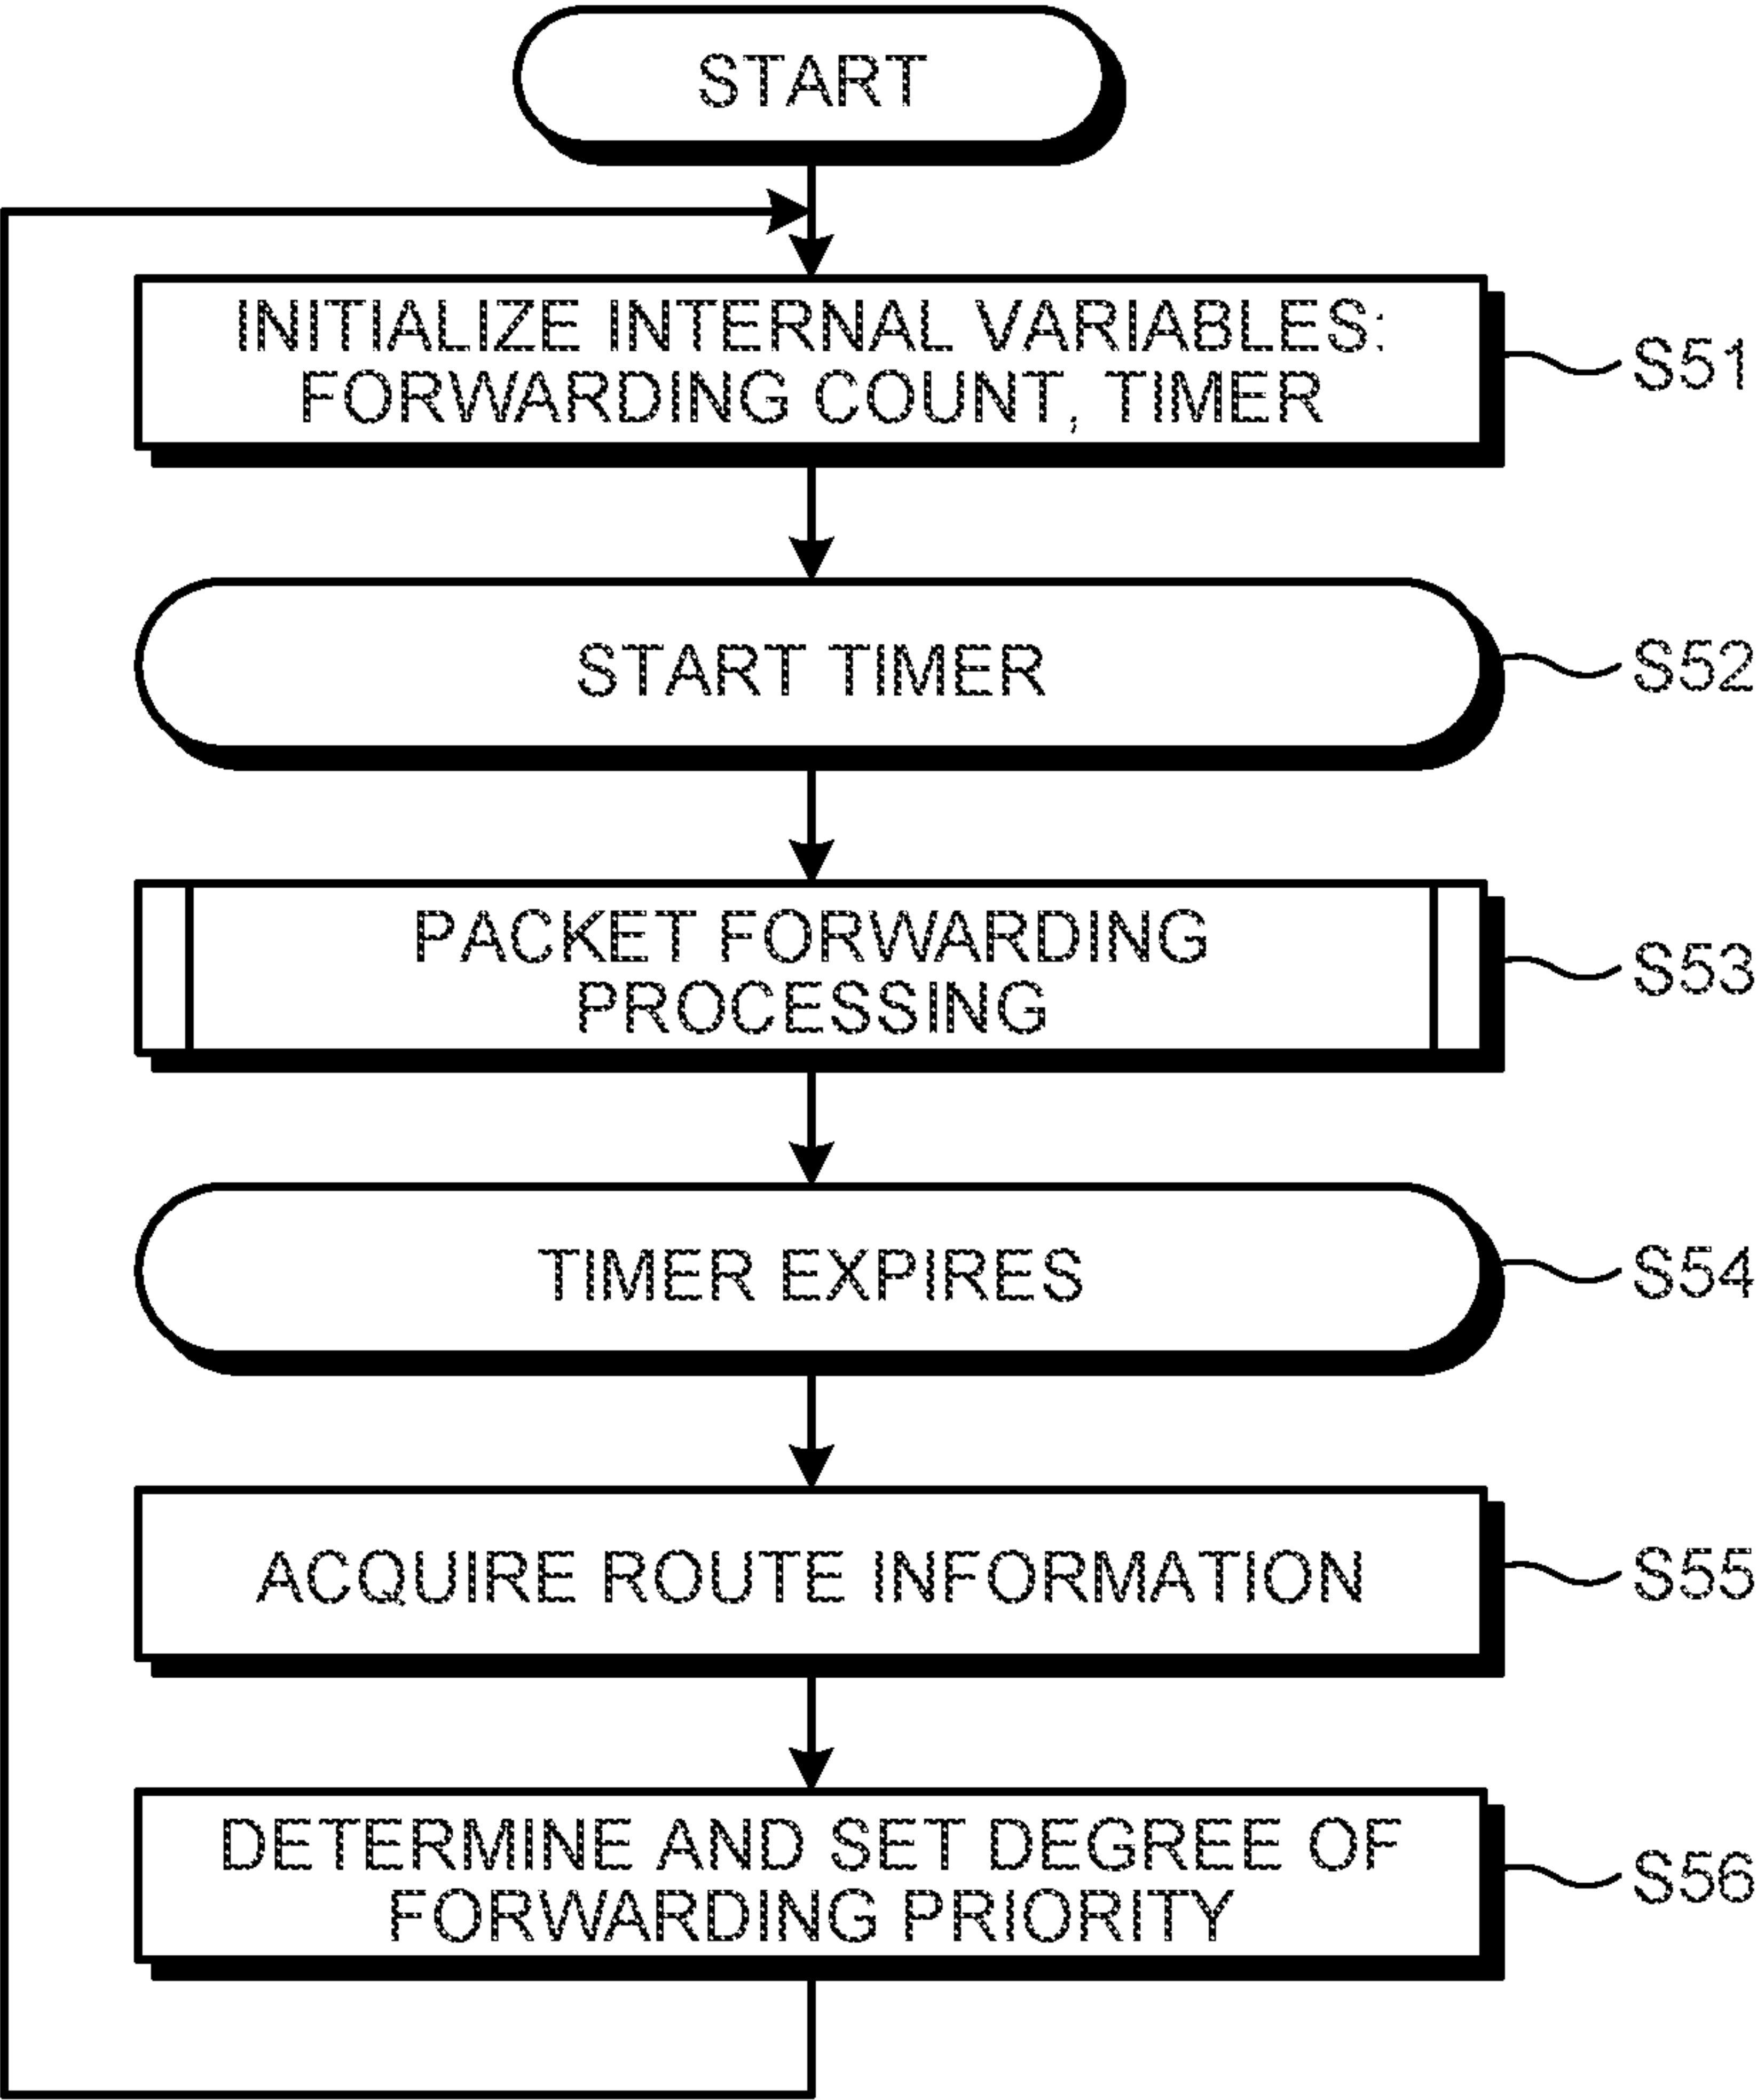 START
INITIALIZE INTERNAL VARIABLES:
FORWARDING COUNT, TIMER
S51
START TIMER
S52
PACKET FORWARDING
PROCESSING
S53
TIMER EXPIRES
S54
ACQUIRE ROUTE INFORMATION
S55
DETERMINE AND SET DEGREE OF
FORWARDING PRIORITY
S56